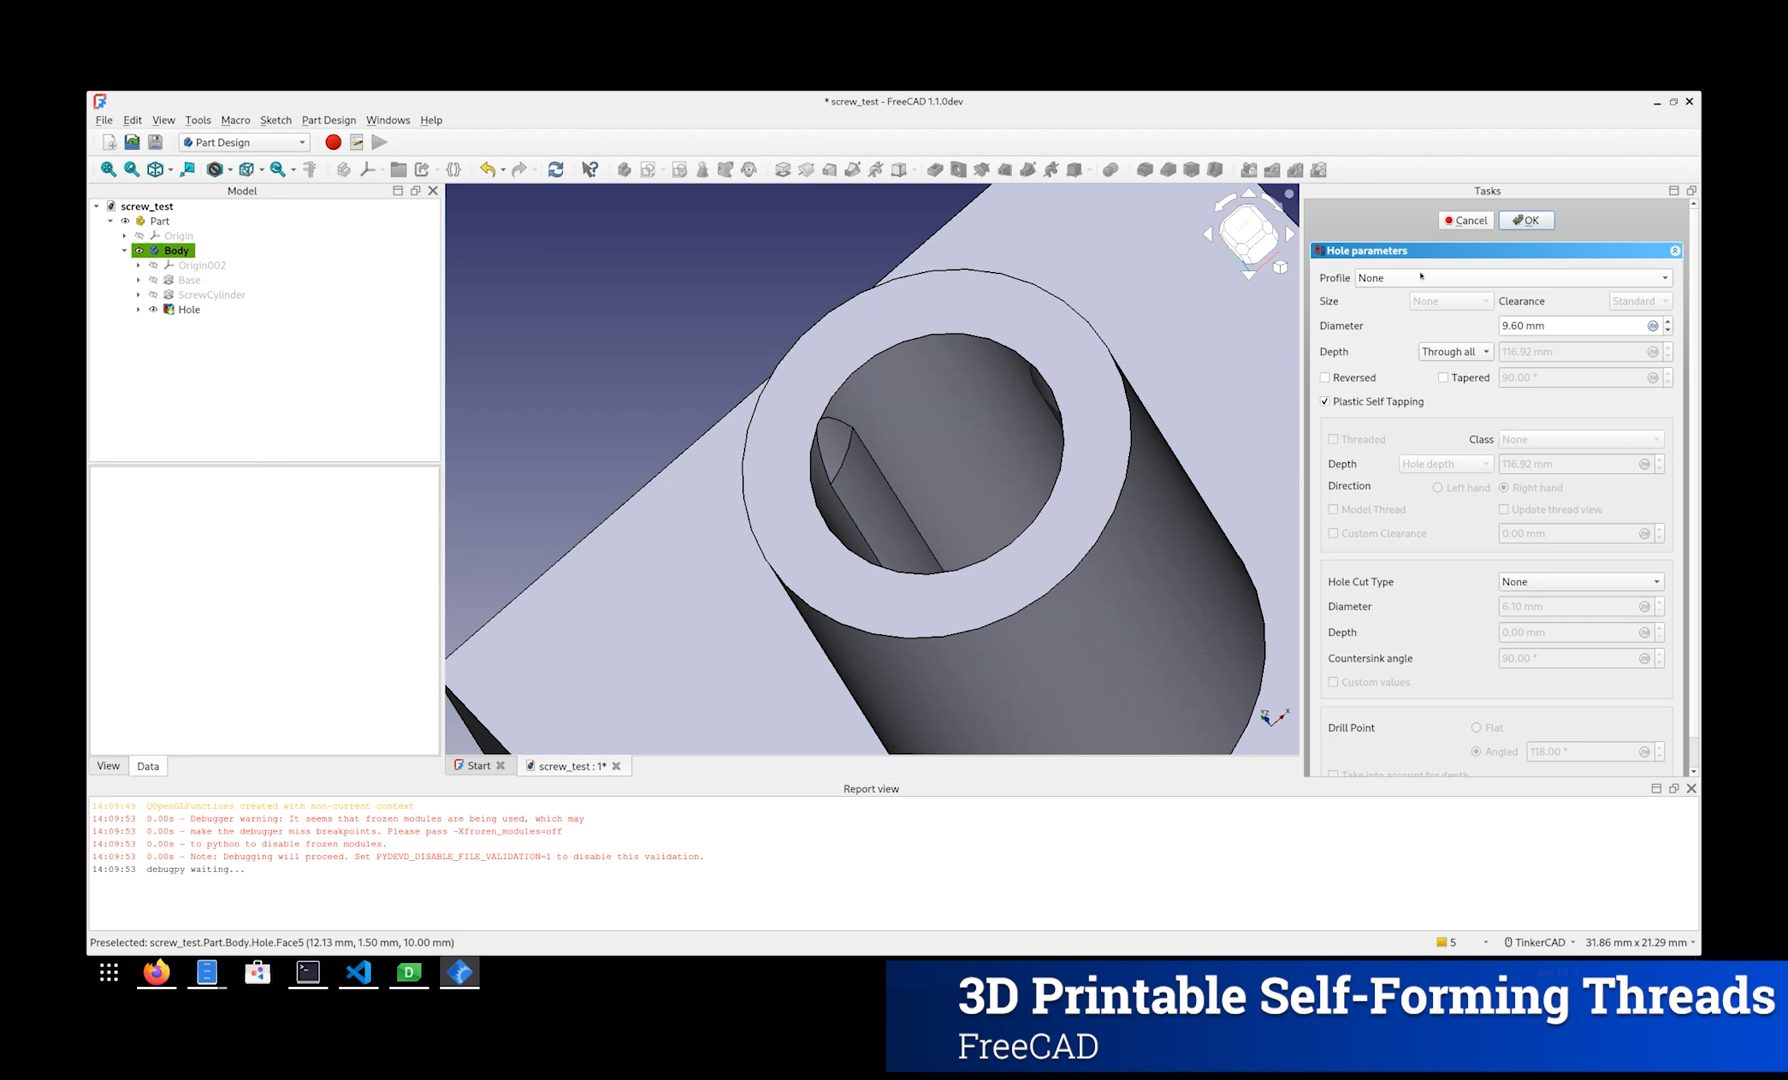 * screw_test - FreeCAD 1.1.0dev
File Edit View Tools Macro Sketch Part Design Windows Help
Part Design
Model
screw_test
Part
Origin
Body
Origin002
Base
ScrewCylinder
Hole
View Data
Start screw_test : 1*
Tasks
Cancel OK
Hole parameters
Profile None
Size None Clearance Standard
Diameter 9.60 mm
Depth Through all 116.92 mm
Reversed Tapered 90.00 °
Plastic Self Tapping
Threaded Class None
Depth Hole depth 116.92 mm
Direction Left hand Right hand
Model Thread Update thread view
Custom Clearance 0.00 mm
Hole Cut Type None
Diameter 6.10 mm
Depth 0.00 mm
Countersink angle 90.00 °
Custom values
Drill Point Flat
Angled 118.00 °
Take into account for depth
Report view
14:09:49 QOpenGLFunctions created with non-current context
14:09:53 0.00s - Debugger warning: It seems that frozen modules are being used, which may
14:09:53 0.00s - make the debugger miss breakpoints. Please pass -Xfrozen_modules=off
14:09:53 0.00s - to python to disable frozen modules.
14:09:53 0.00s - Note: Debugging will proceed. Set PYDEVD_DISABLE_FILE_VALIDATION=1 to disable this validation.
14:09:53 debugpy waiting...
Preselected: screw_test.Part.Body.Hole.Face5 (12.13 mm, 1.50 mm, 10.00 mm)
5 TinkerCAD 31.86 mm x 21.29 mm
3D Printable Self-Forming Threads
FreeCAD